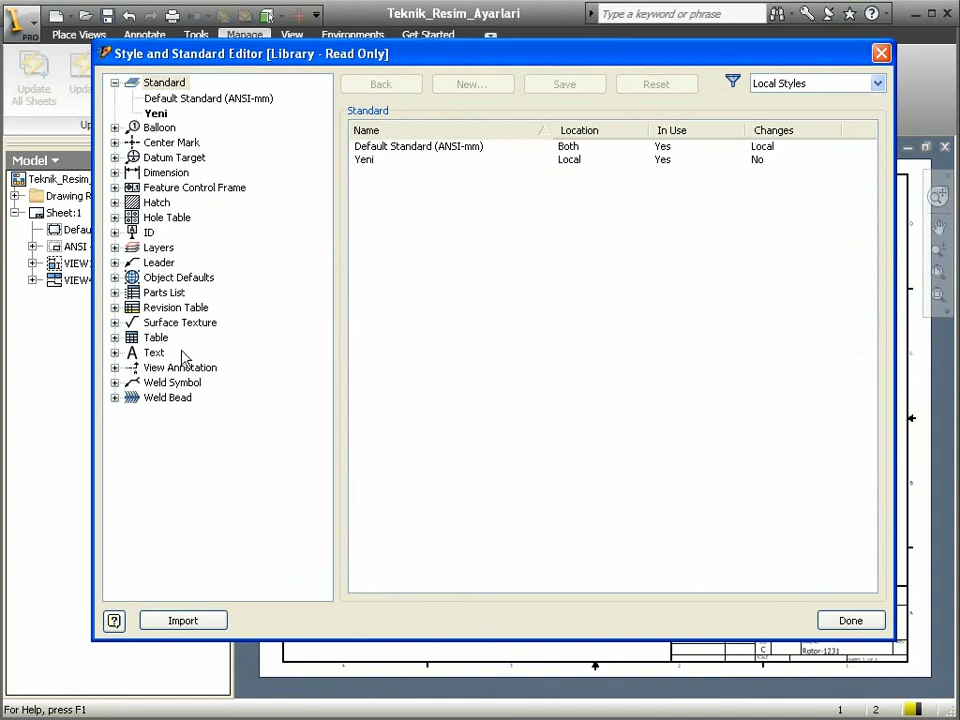 Teknik_Resim_Ayarlari
Type a keyword or phrase
PRO
Place Views
Annotate
Tools
Manage
View
Environments
Get Started
Update
All Sheets
Style and Standard Editor [Library - Read Only]
Standard
Default Standard (ANSI-mm)
Yeni
Balloon
Center Mark
Datum Target
Dimension
Feature Control Frame
Hatch
Hole Table
ID
Layers
Leader
Object Defaults
Parts List
Revision Table
Surface Texture
Table
Text
View Annotation
Weld Symbol
Weld Bead
Back
New...
Save
Reset
Local Styles
Standard
Name
Location
In Use
Changes
Default Standard (ANSI-mm)
Both
Yes
Local
Yeni
Local
Yes
No
Import
Done
Model
Teknik_Resim_
Sheet:1
ANSI
C
Rotor-1231
For Help, press F1
1
2